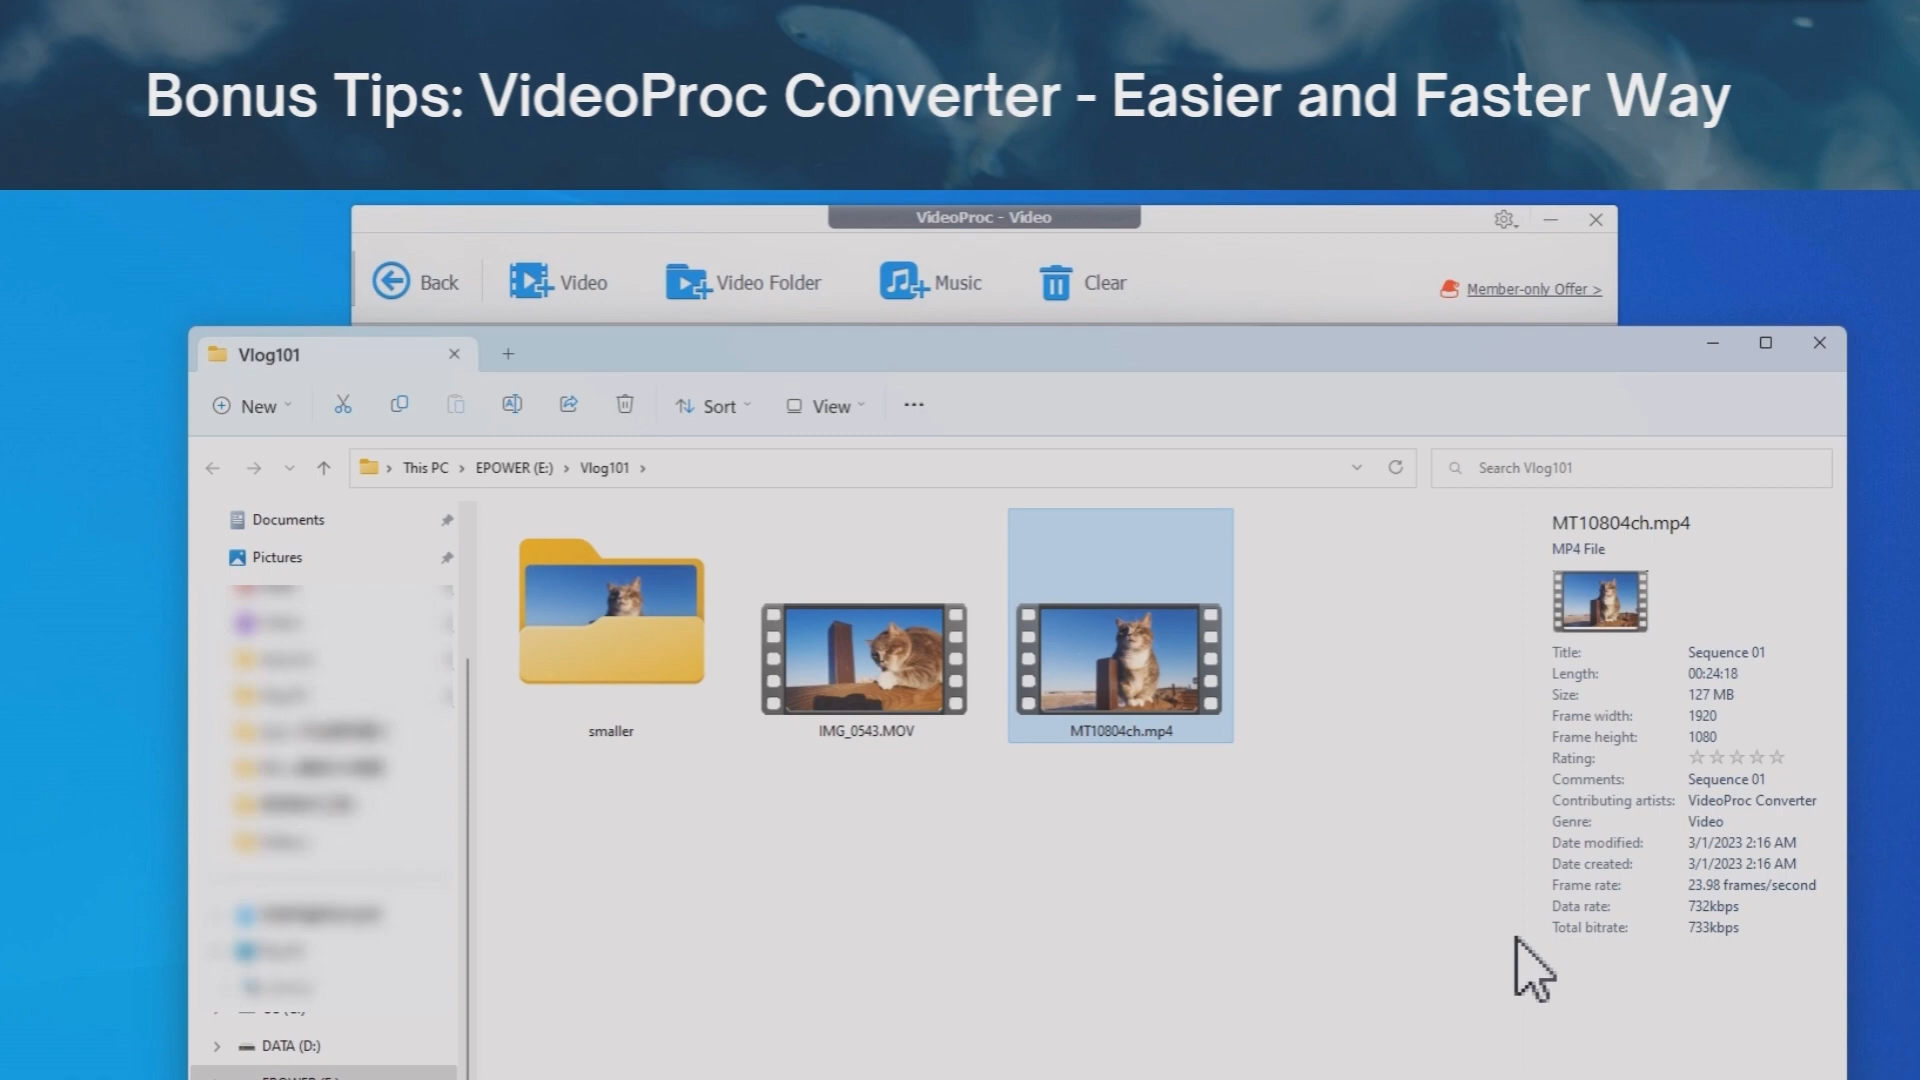 Bonus Tips: VideoProc Converter - Easier and Faster Way
VideoProc - Video
Back
Video
Video Folder
Music
Clear
Member-only Offer >
Vlog101
New
Sort
View
This PC > EPOWER (E:) > Vlog101 >
Search Vlog101
Documents
Pictures
DATA (D:)
smaller
IMG_0543.MOV
MT10804ch.mp4
MT10804ch.mp4
MP4 File
Title: Sequence 01
Length: 00:24:18
Size: 127 MB
Frame width: 1920
Frame height: 1080
Rating: ☆☆☆☆☆
Comments: Sequence 01
Contributing artists: VideoProc Converter
Genre: Video
Date modified: 3/1/2023 2:16 AM
Date created: 3/1/2023 2:16 AM
Frame rate: 23.98 frames/second
Data rate: 732kbps
Total bitrate: 733kbps